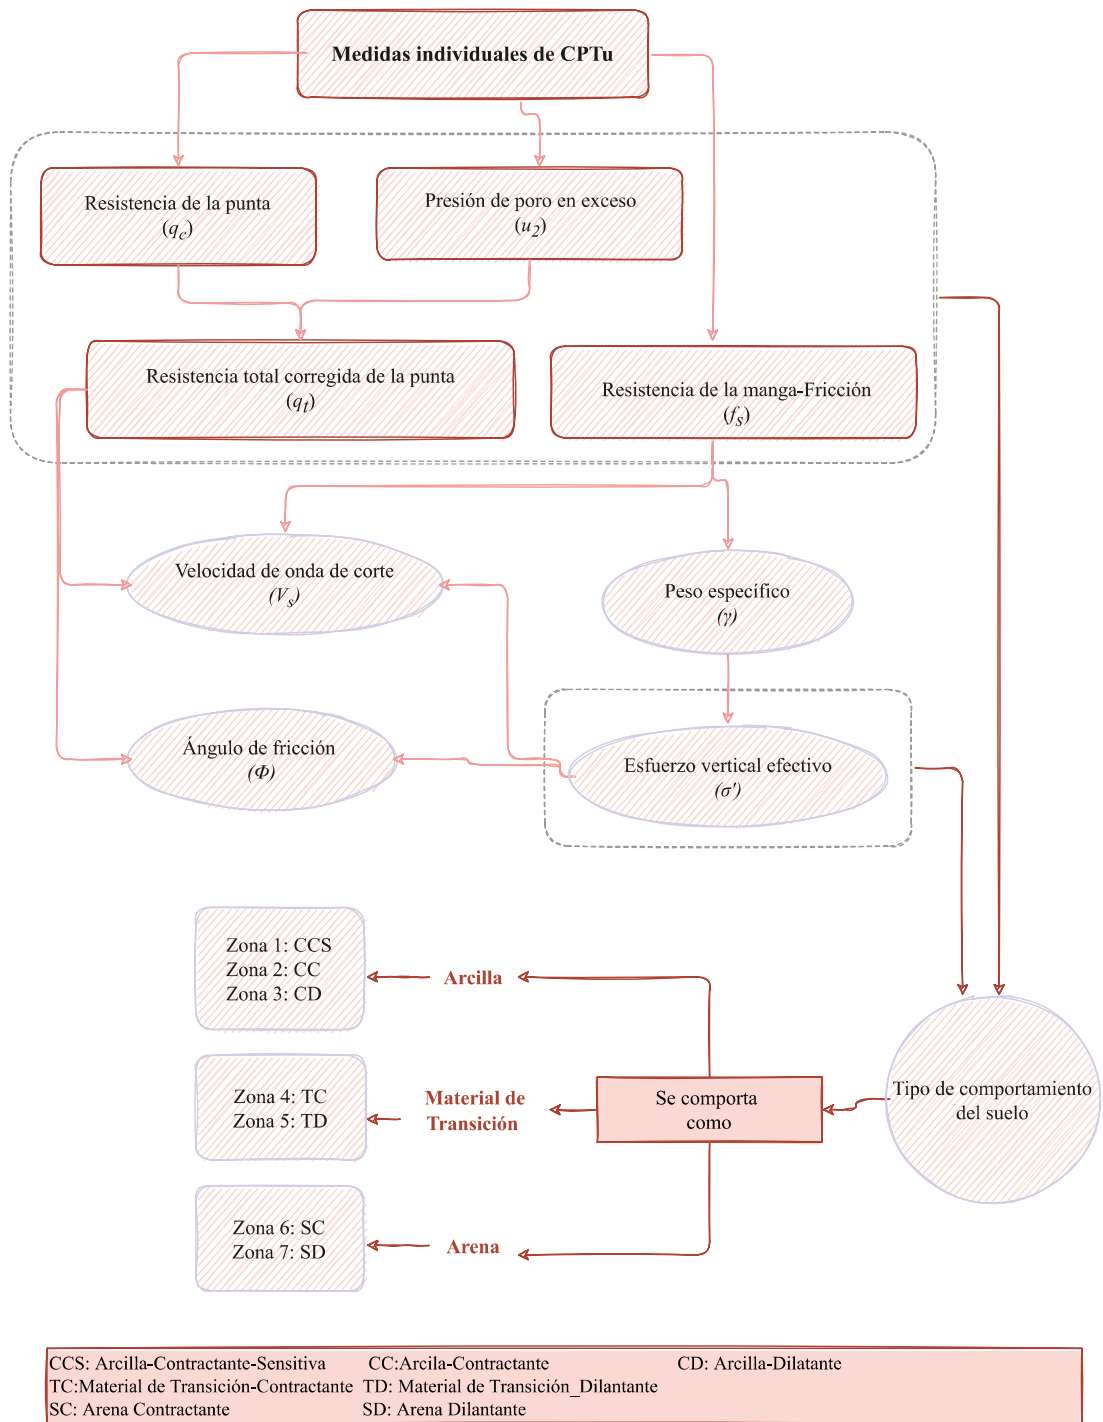 Medidas individuales de CPTu
Resistencia de la punta
(q_c)
Presión de poro en exceso
(u_2)
Resistencia total corregida de la punta
(q_t)
Resistencia de la manga-Fricción
(f_s)
Velocidad de onda de corte
(V_s)
Peso específico
(γ)
Ángulo de fricción
(Φ)
Esfuerzo vertical efectivo
(σ')
Zona 1: CCS
Zona 2: CC
Zona 3: CD
Arcilla
Zona 4: TC
Zona 5: TD
Material de
Transición
Se comporta
como
Tipo de comportamiento
del suelo
Zona 6: SC
Zona 7: SD
Arena
CCS: Arcilla-Contractante-Sensitiva CC:Arcila-Contractante CD: Arcilla-Dilatante
TC:Material de Transición-Contractante TD: Material de Transición_Dilantante
SC: Arena Contractante SD: Arena Dilantante